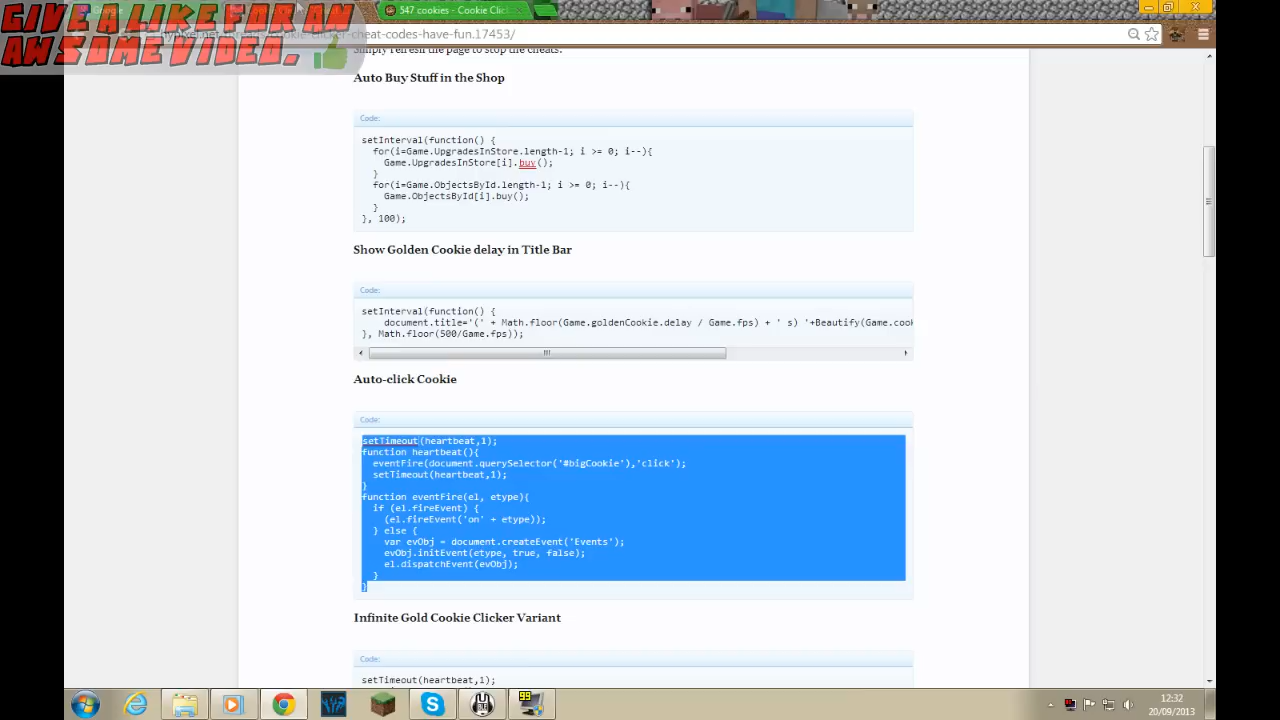 GIVE A LIKE FOR AN
AWSOME VIDEO.
547 cookies - Cookie Clic
cookie-clicker-cheat-codes-have-fun.17453/
Simply refresh the page to stop the cheats.
Auto Buy Stuff in the Shop
Code:
setInterval(function() {
for(i=Game.UpgradesInStore.length-1; i >= 0; i--){
Game.UpgradesInStore[i].buy();
}
for(i=Game.ObjectsById.length-1; i >= 0; i--){
Game.ObjectsById[i].buy();
}
}, 100);
Show Golden Cookie delay in Title Bar
Code:
setInterval(function() {
document.title='(' + Math.floor(Game.goldenCookie.delay / Game.fps) + ' s) '+Beautify(Game.cook
}, Math.floor(500/Game.fps));
Auto-click Cookie
Code:
setTimeout(heartbeat,1);
function heartbeat(){
eventFire(document.querySelector('#bigCookie'),'click');
setTimeout(heartbeat,1);
}
function eventFire(el, etype){
if (el.fireEvent) {
(el.fireEvent('on' + etype));
} else {
var evObj = document.createEvent('Events');
evObj.initEvent(etype, true, false);
el.dispatchEvent(evObj);
}
}
Infinite Gold Cookie Clicker Variant
Code:
setTimeout(heartbeat,1);
99
12:32
20/09/2013